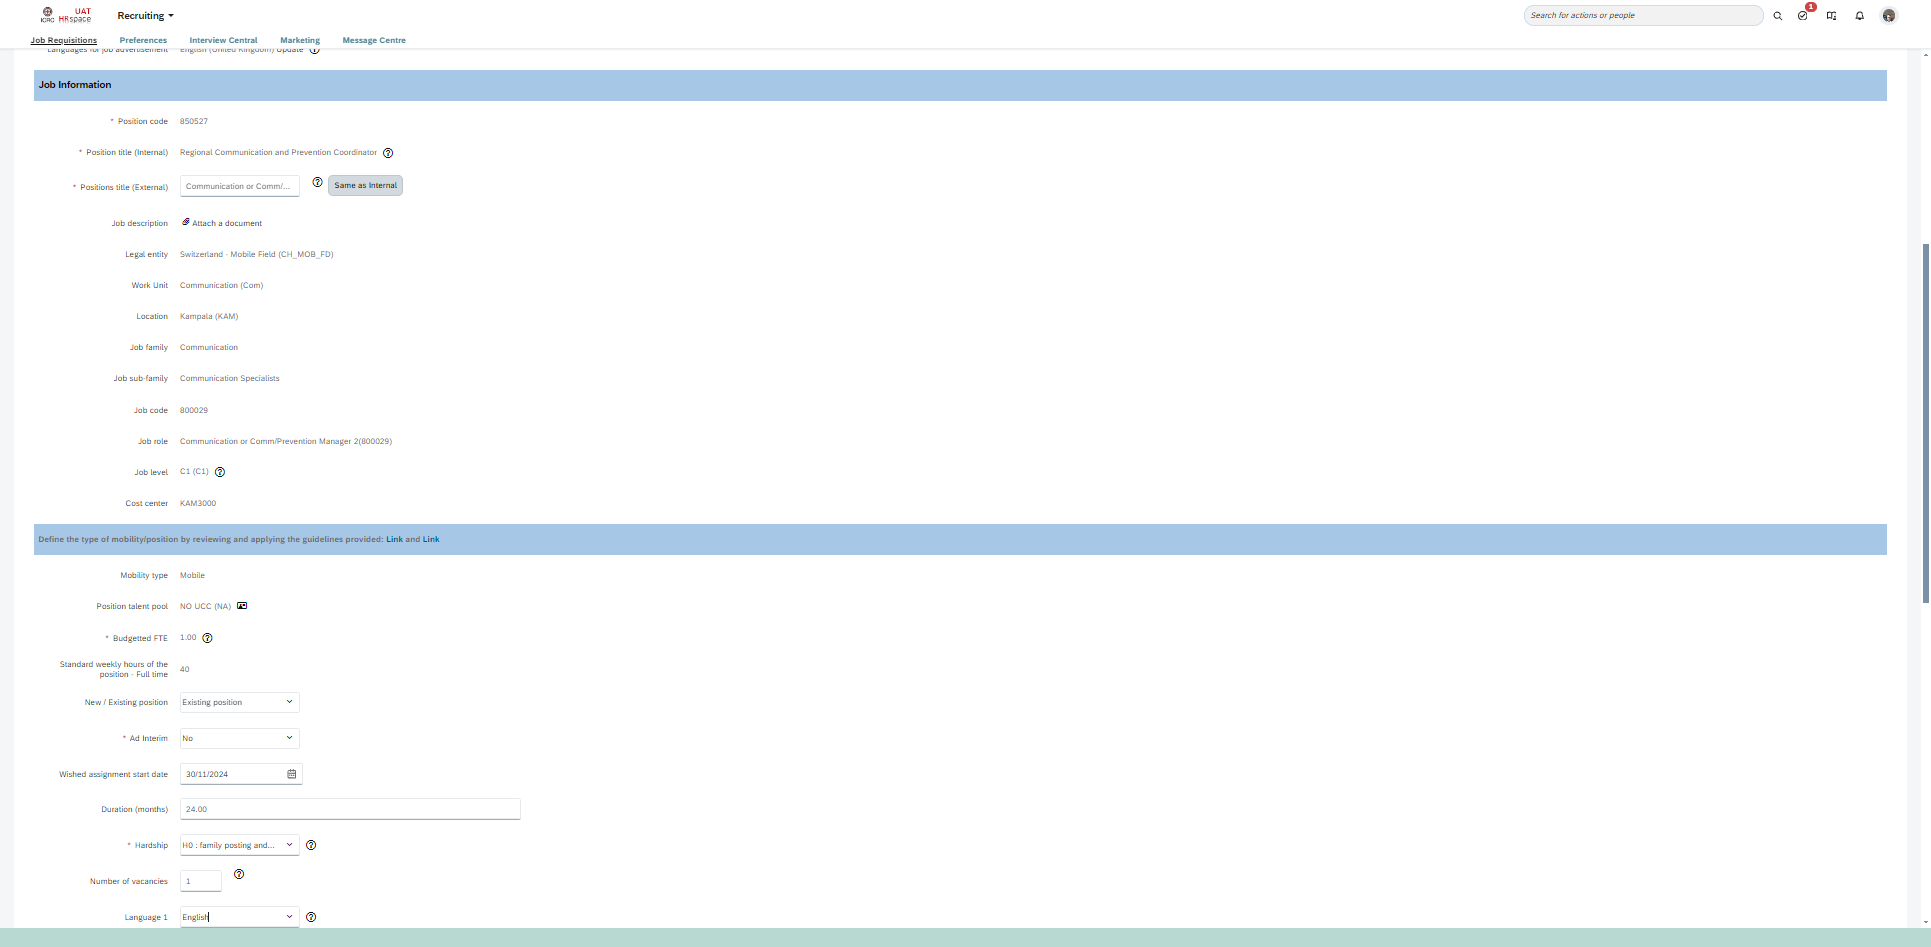 ICRC UAT HRspace Recruiting Search for actions or people 1
Job Requisitions Preferences Interview Central Marketing Message Centre
Languages for job advertisement English (United Kingdom) Update ?
Job Information
* Position code 850527
* Position title (Internal) Regional Communication and Prevention Coordinator ?
* Positions title (External) Communication or Comm/... ? Same as Internal
Job description Attach a document
Legal entity Switzerland - Mobile Field (CH_MOB_FD)
Work Unit Communication (Com)
Location Kampala (KAM)
Job family Communication
Job sub-family Communication Specialists
Job code 800029
Job role Communication or Comm/Prevention Manager 2(800029)
Job level C1 (C1) ?
Cost center KAM3000
Define the type of mobility/position by reviewing and applying the guidelines provided: Link and Link
Mobility type Mobile
Position talent pool NO UCC (NA)
* Budgetted FTE 1.00 ?
Standard weekly hours of the
position - Full time 40
New / Existing position Existing position
* Ad Interim No
Wished assignment start date 30/11/2024
Duration (months) 24.00
* Hardship H0 : family posting and... ?
Number of vacancies 1 ?
Language 1 English ?